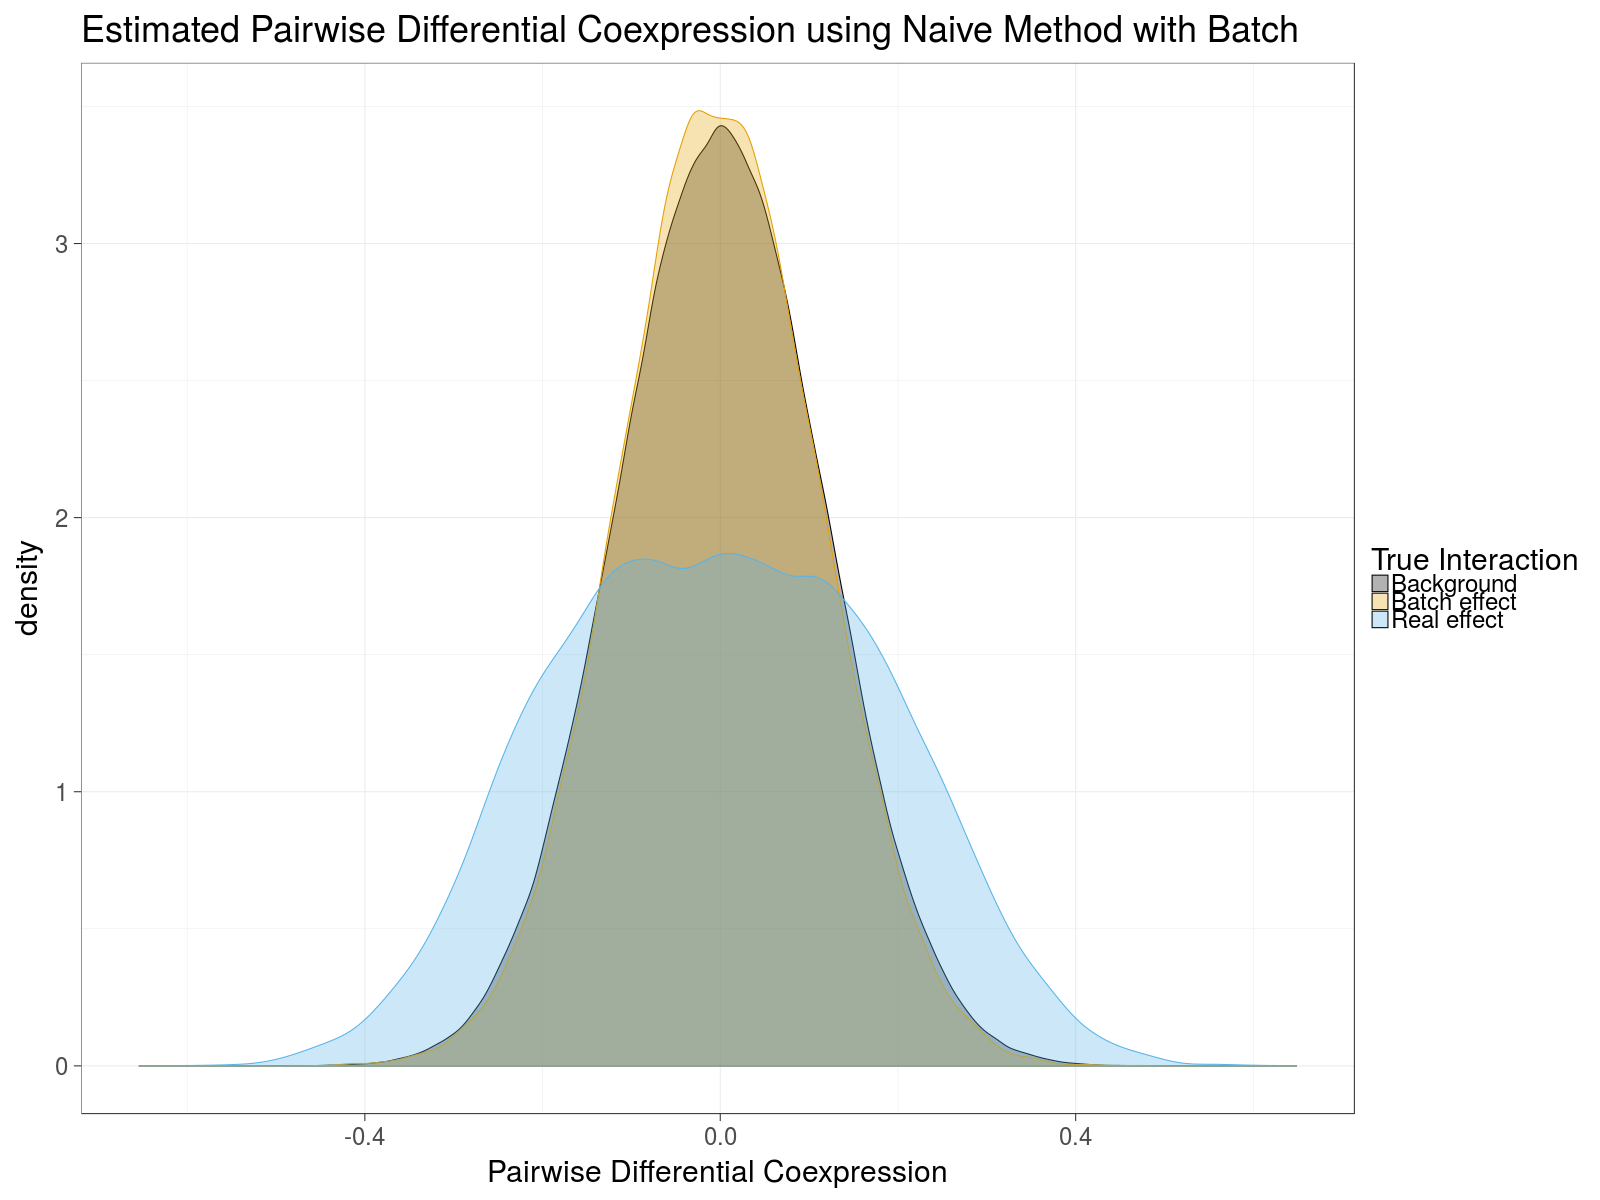 Estimated Pairwise Differential Coexpression using Naive Method with Batch
3
2
1
0
density
-0.4 0.0 0.4
Pairwise Differential Coexpression
True Interaction
Background
Batch effect
Real effect